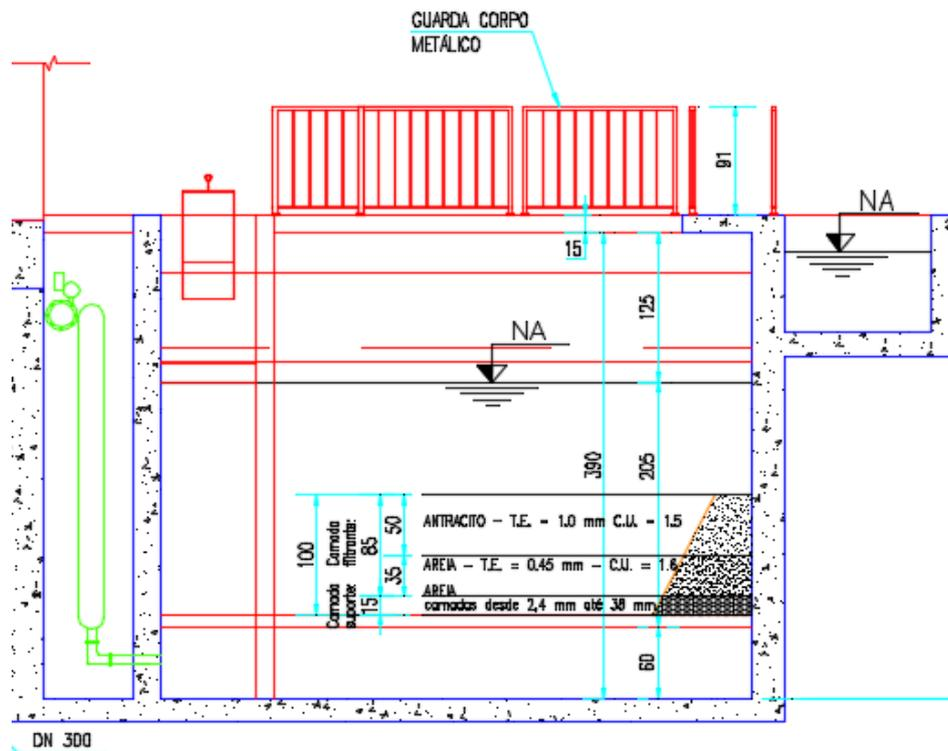 GUARDA CORPO
METÁLICO
91
NA
15
125
NA
390
205
100
Camada
filtrante:
85
50
ANTRACITO - T.E. = 1.0 mm C.U. = 1.5
35
AREIA - T.E. = 0.45 mm - C.U. = 1.6
AREIA
Camada
suporte:
15
camadas desde 2,4 mm até 38 mm
60
DN 300